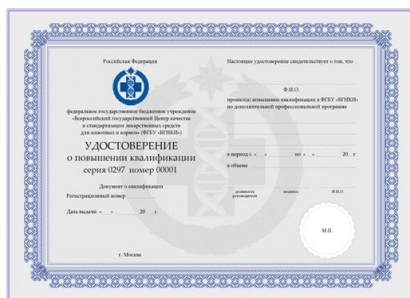 Российская Федерация
федеральное государственное бюджетное учреждение
«Всероссийский государственный Центр качества
и стандартизации лекарственных средств
для животных и кормов» (ФГБУ «ВГНКИ»)
УДОСТОВЕРЕНИЕ
о повышении квалификации
серия 0297 номер 00001
Документ о квалификации
Регистрационный номер
Дата выдачи « » 20 г.
г. Москва
Настоящее удостоверение свидетельствует о том, что
Ф.И.О.
прошел(а) повышение квалификации в ФГБУ «ВГНКИ»
по дополнительной профессиональной программе
в период с « » по « » 20 г.
в объеме
должность подпись Ф.И.О.
руководителя
М.П.